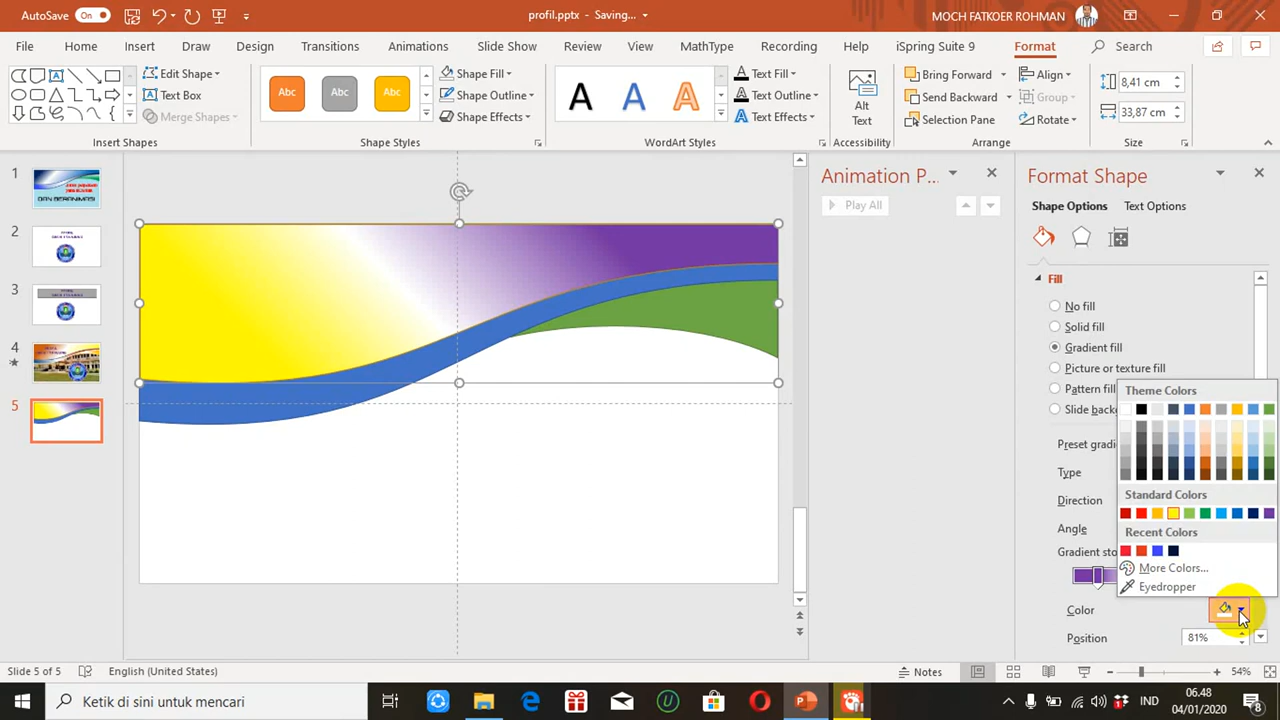 AutoSave On profil.pptx - Saving... MOCH FATKOER ROHMAN
File Home Insert Draw Design Transitions Animations Slide Show Review View MathType Recording Help iSpring Suite 9 Format Search
Edit Shape
Text Box
Merge Shapes
Insert Shapes
Abc Abc Abc
Shape Fill
Shape Outline
Shape Effects
Shape Styles
A A A
Text Fill
Text Outline
Text Effects
WordArt Styles
Alt
Text
Accessibility
Bring Forward
Send Backward
Selection Pane
Align
Group
Rotate
Arrange
8,41 cm
33,87 cm
Size
1
2
3
4
5
DAN BERANIMASI
Animation P...
Play All
Format Shape
Shape Options Text Options
Fill
No fill
Solid fill
Gradient fill
Picture or texture fill
Pattern fill
Slide backg
Preset gradi
Type
Direction
Angle
Gradient sto
Theme Colors
Standard Colors
Recent Colors
More Colors...
Eyedropper
Color
Position 81%
Slide 5 of 5 English (United States) Notes 54%
Ketik di sini untuk mencari
IND
06.48
04/01/2020
8